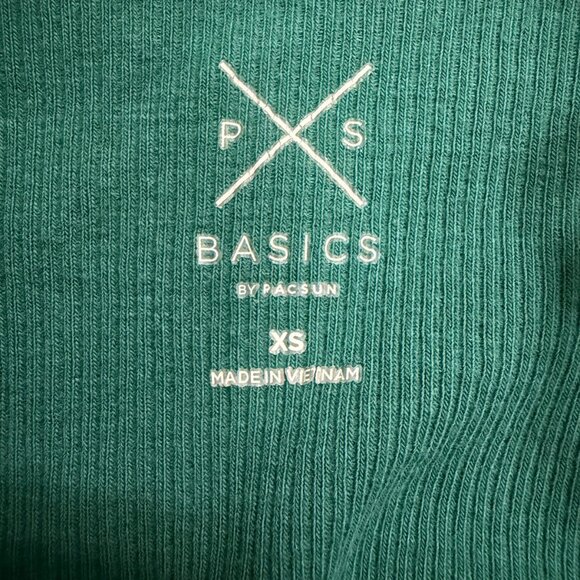 P S
BASICS
BY PACSUN
XS
MADE IN VIETNAM